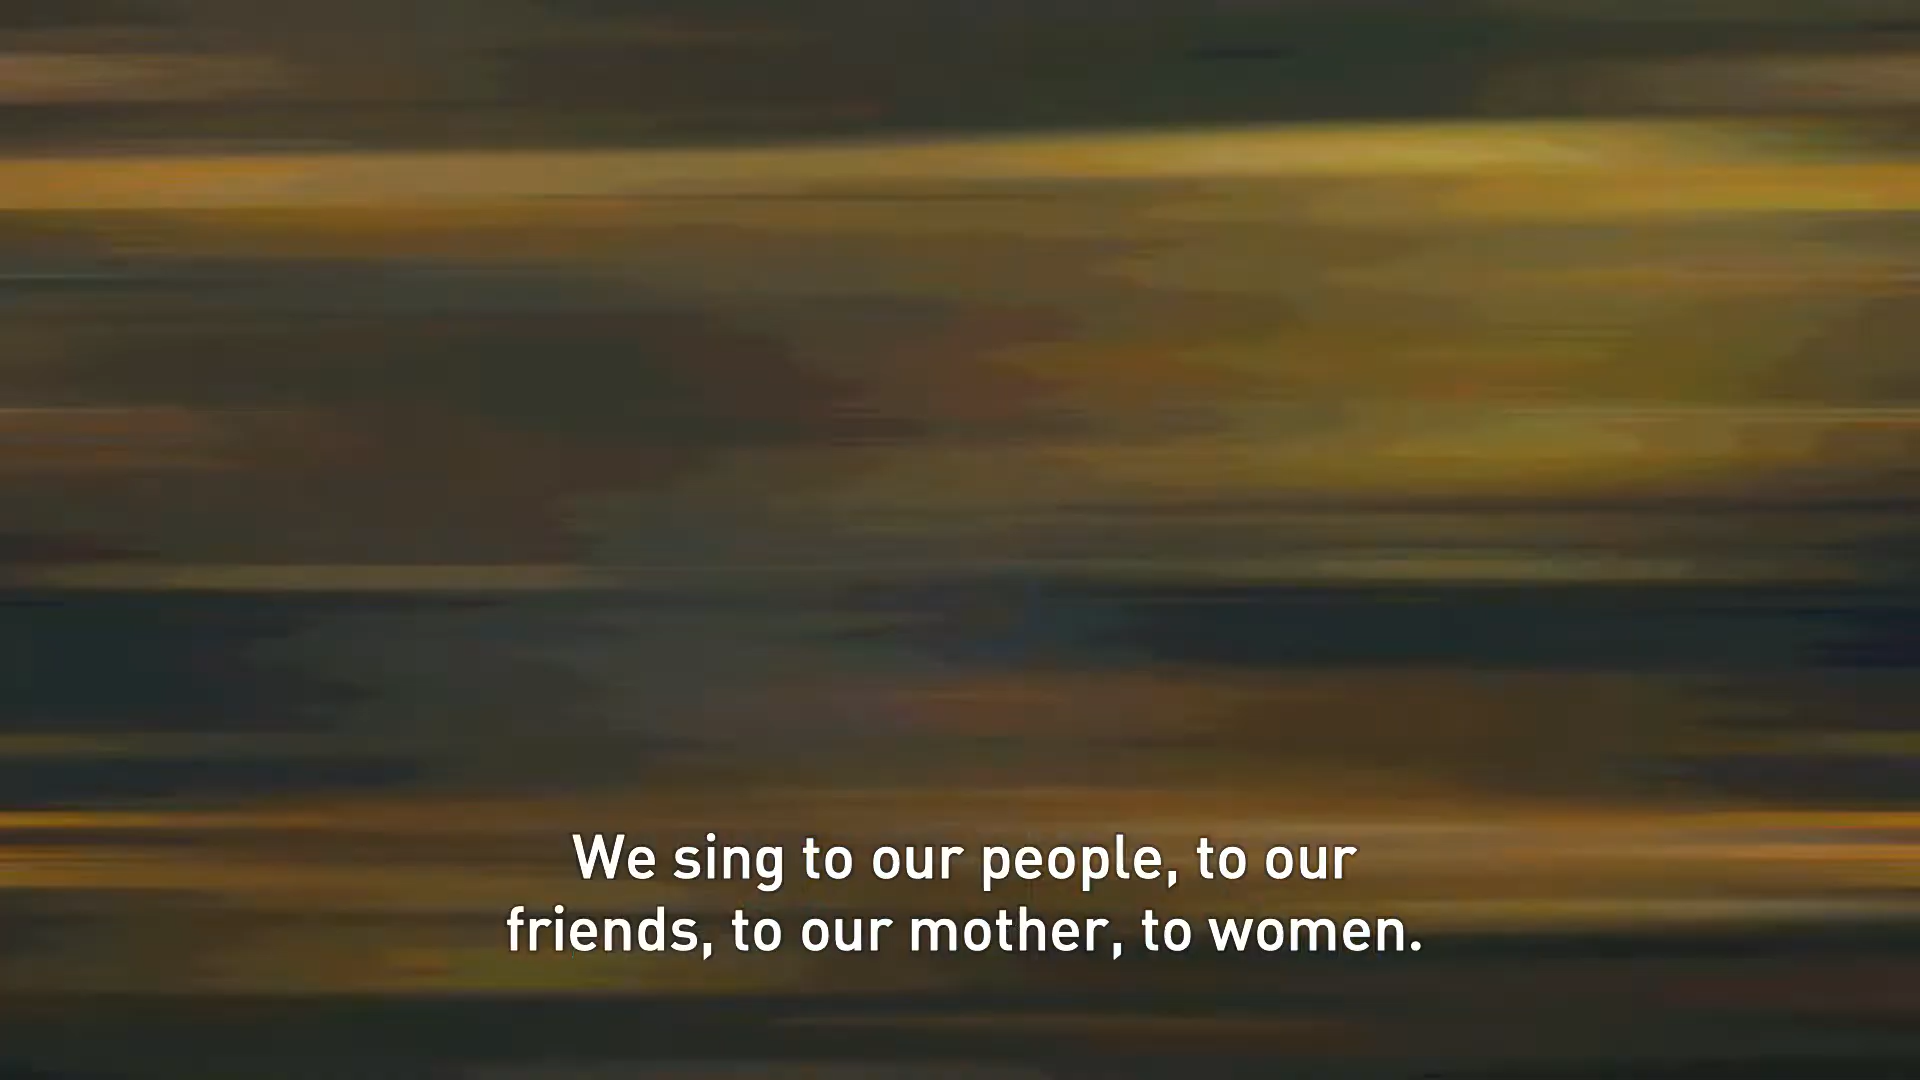 We sing to our people, to our
friends, to our mother, to women.